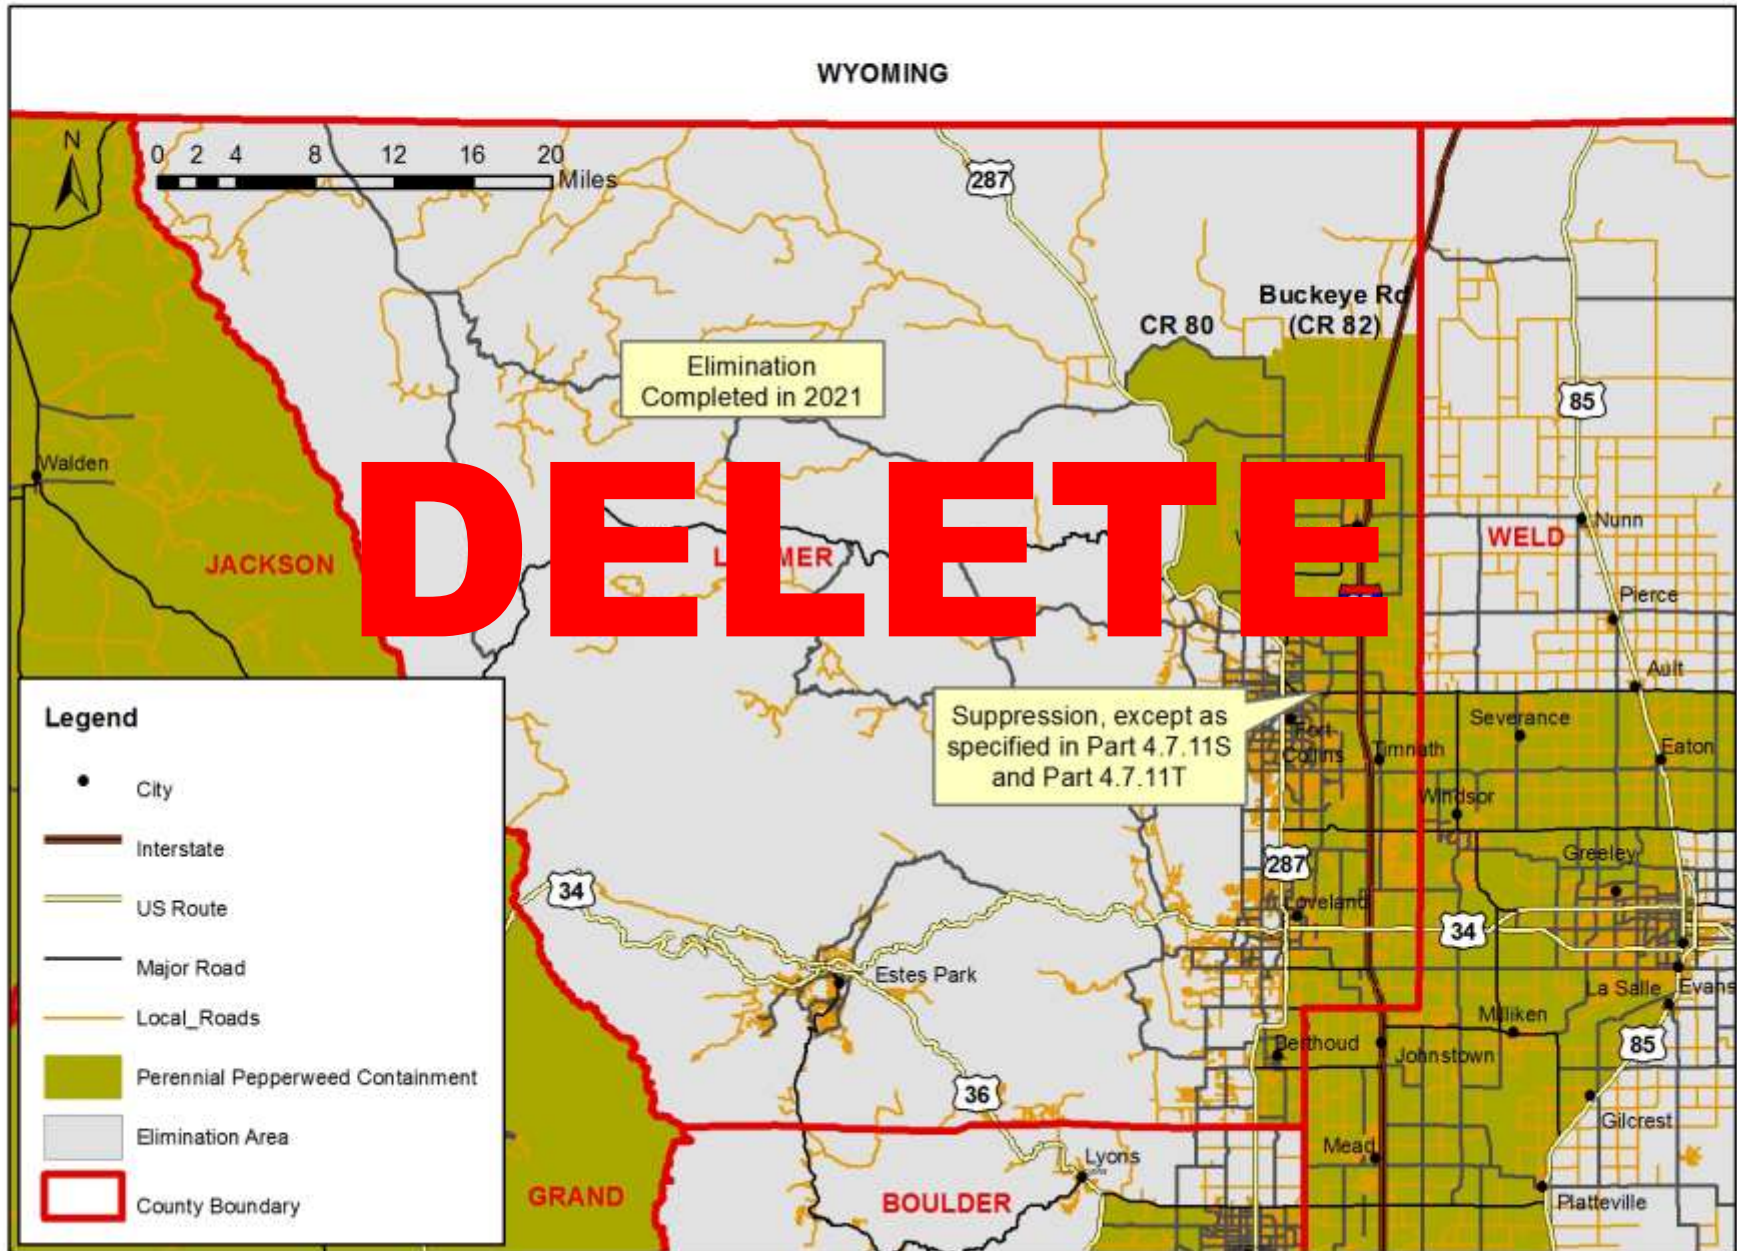 WYOMING
N
0 2 4 8 12 16 20
Miles
287
Buckeye Rd
(CR 82)
CR 80
Elimination
Completed in 2021
85
Walden
DELETE
Nunn
WELD
JACKSON
Pierce
Ault
Legend
City
Interstate
US Route
Major Road
Local_Roads
Perennial Pepperweed Containment
Elimination Area
County Boundary
Suppression, except as
specified in Part 4.7.11S
and Part 4.7.11T
Fort
Collins
Timnath
Severance
Eaton
Windsor
287
Greeley
34
Loveland
34
Estes Park
La Salle
Evans
Milliken
Berthoud
Johnstown
85
36
Gilcrest
Mead
Lyons
GRAND
BOULDER
Platteville